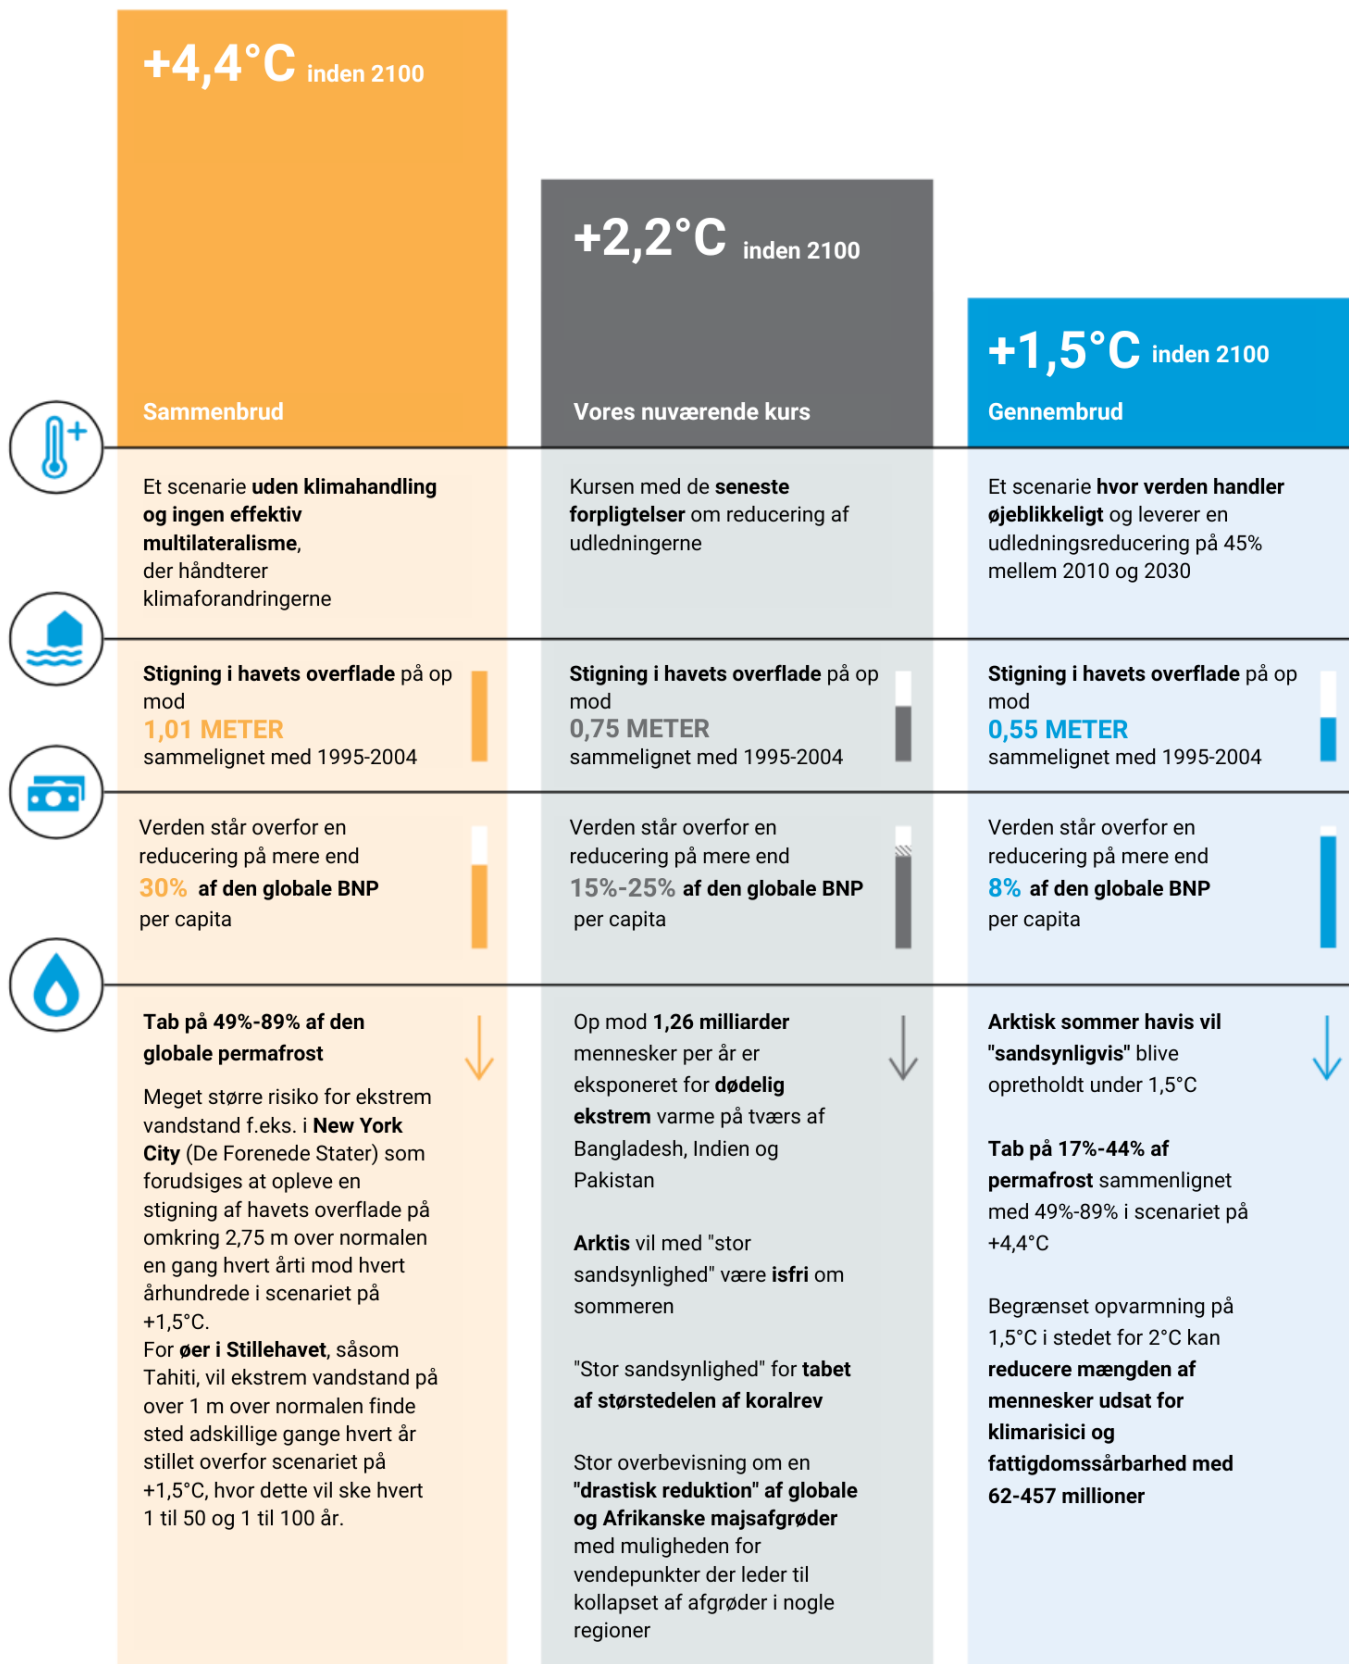 +4,4°C inden 2100
Sammenbrud
Et scenarie uden klimahandling
og ingen effektiv
multilateralisme,
der håndterer
klimaforandringerne
Stigning i havets overflade på op
mod
1,01 METER
sammelignet med 1995-2004
Verden står overfor en
reducering på mere end
30% af den globale BNP
per capita
Tab på 49%-89% af den
globale permafrost
Meget større risiko for ekstrem
vandstand f.eks. i New York
City (De Forenede Stater) som
forudsiges at opleve en
stigning af havets overflade på
omkring 2,75 m over normalen
en gang hvert årti mod hvert
århundrede i scenariet på
+1,5°C.
For øer i Stillehavet, såsom
Tahiti, vil ekstrem vandstand på
over 1 m over normalen finde
sted adskillige gange hvert år
stillet overfor scenariet på
+1,5°C, hvor dette vil ske hvert
1 til 50 og 1 til 100 år.
+2,2°C inden 2100
Vores nuværende kurs
Kursen med de seneste
forpligtelser om reducering af
udledningerne
Stigning i havets overflade på op
mod
0,75 METER
sammelignet med 1995-2004
Verden står overfor en
reducering på mere end
15%-25% af den globale BNP
per capita
Op mod 1,26 milliarder
mennesker per år er
eksponeret for dødelig
ekstrem varme på tværs af
Bangladesh, Indien og
Pakistan
Arktis vil med "stor
sandsynlighed" være isfri om
sommeren
"Stor sandsynlighed" for tabet
af størstedelen af koralrev
Stor overbevisning om en
"drastisk reduktion" af globale
og Afrikanske majsafgrøder
med muligheden for
vendepunkter der leder til
kollapset af afgrøder i nogle
regioner
+1,5°C inden 2100
Gennembrud
Et scenarie hvor verden handler
øjeblikkeligt og leverer en
udledningsreducering på 45%
mellem 2010 og 2030
Stigning i havets overflade på op
mod
0,55 METER
sammelignet med 1995-2004
Verden står overfor en
reducering på mere end
8% af den globale BNP
per capita
Arktisk sommer havis vil
"sandsynligvis" blive
opretholdt under 1,5°C
Tab på 17%-44% af
permafrost sammenlignet
med 49%-89% i scenariet på
+4,4°C
Begrænset opvarmning på
1,5°C i stedet for 2°C kan
reducere mængden af
mennesker udsat for
klimarisici og
fattigdomssårbarhed med
62-457 millioner